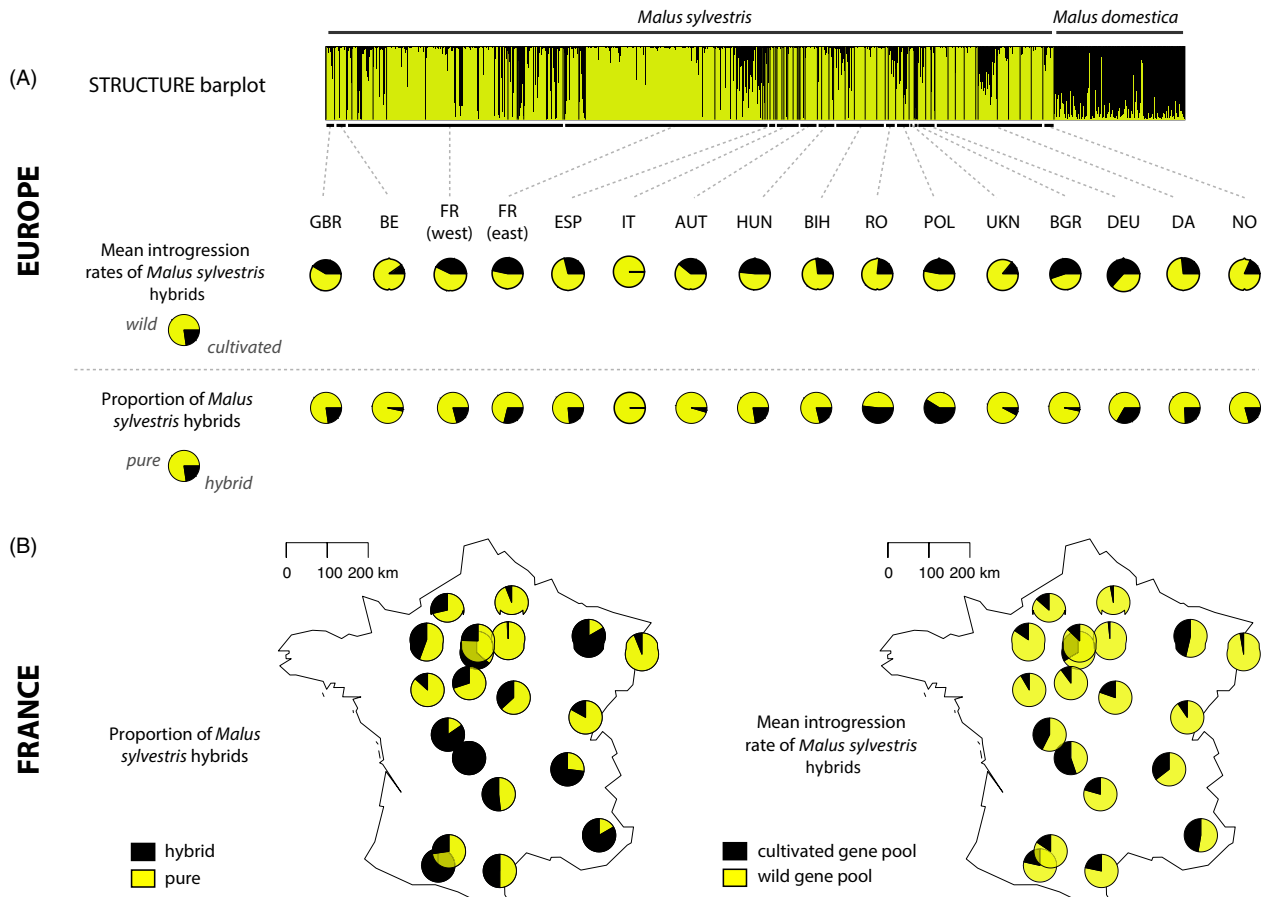 Malus sylvestris
Malus domestica
(A)
STRUCTURE barplot
EUROPE
GBR
BE
FR
(west)
FR
(east)
ESP
IT
AUT
HUN
BIH
RO
POL
UKN
BGR
DEU
DA
NO
Mean introgression
rates of Malus sylvestris
hybrids
wild
cultivated
Proportion of Malus
sylvestris hybrids
pure
hybrid
(B)
FRANCE
0 100 200 km
Proportion of Malus
sylvestris hybrids
hybrid
pure
0 100 200 km
Mean introgression
rate of Malus sylvestris
hybrids
cultivated gene pool
wild gene pool